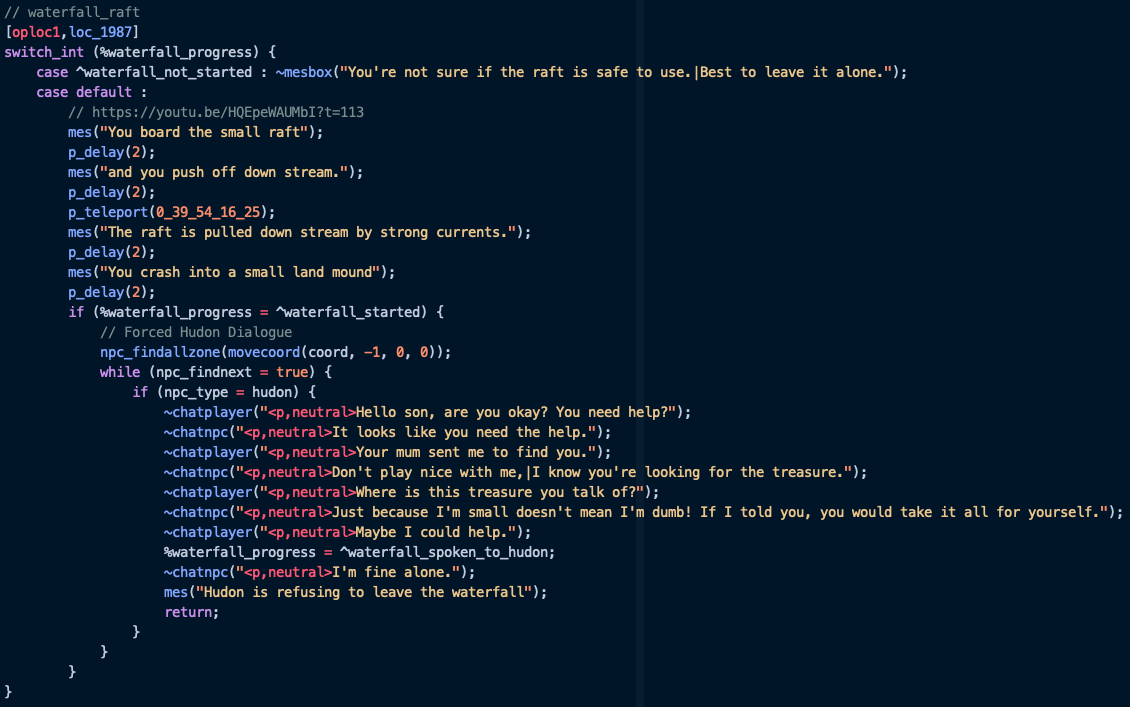 // waterfall_raft
[oploc1,loc_1987]
switch_int (%waterfall_progress) {
    case ^waterfall_not_started : ~mesbox("You're not sure if the raft is safe to use.|Best to leave it alone.");
    case default :
        // https://youtu.be/HQEpeWAUMbI?t=113
        mes("You board the small raft");
        p_delay(2);
        mes("and you push off down stream.");
        p_delay(2);
        p_teleport(0_39_54_16_25);
        mes("The raft is pulled down stream by strong currents.");
        p_delay(2);
        mes("You crash into a small land mound");
        p_delay(2);
        if (%waterfall_progress = ^waterfall_started) {
            // Forced Hudon Dialogue
            npc_findallzone(movecoord(coord, -1, 0, 0));
            while (npc_findnext = true) {
                if (npc_type = hudon) {
                    ~chatplayer("<p,neutral>Hello son, are you okay? You need help?");
                    ~chatnpc("<p,neutral>It looks like you need the help.");
                    ~chatplayer("<p,neutral>Your mum sent me to find you.");
                    ~chatnpc("<p,neutral>Don't play nice with me,|I know you're looking for the treasure.");
                    ~chatplayer("<p,neutral>Where is this treasure you talk of?");
                    ~chatnpc("<p,neutral>Just because I'm small doesn't mean I'm dumb! If I told you, you would take it all for yourself.");
                    ~chatplayer("<p,neutral>Maybe I could help.");
                    %waterfall_progress = ^waterfall_spoken_to_hudon;
                    ~chatnpc("<p,neutral>I'm fine alone.");
                    mes("Hudon is refusing to leave the waterfall");
                    return;
                }
            }
        }
}